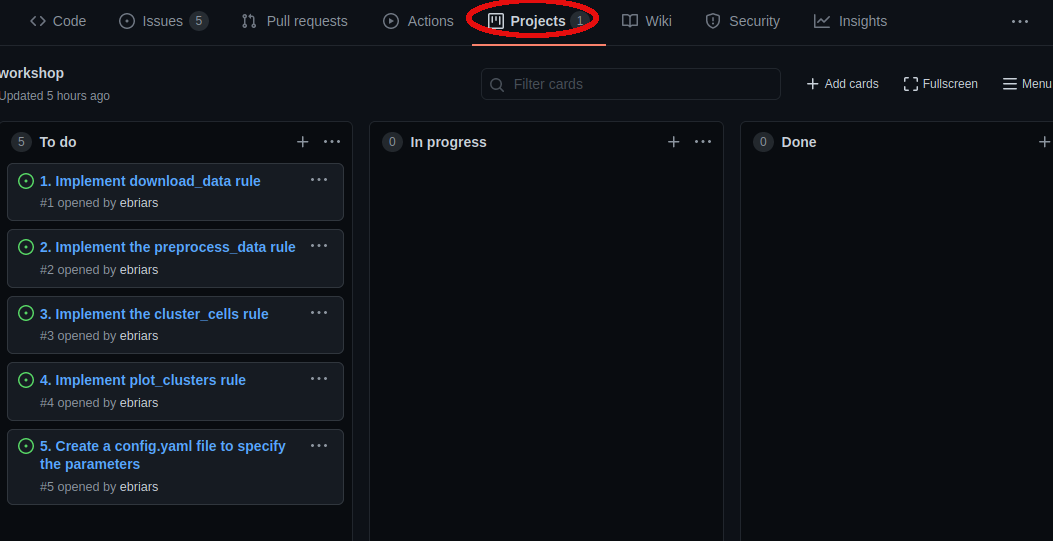 Code Issues 5 Pull requests Actions Projects 1 Wiki Security Insights
workshop
Updated 5 hours ago
Filter cards
Add cards Fullscreen Menu
5 To do
1. Implement download_data rule
#1 opened by ebriars
2. Implement the preprocess_data rule
#2 opened by ebriars
3. Implement the cluster_cells rule
#3 opened by ebriars
4. Implement plot_clusters rule
#4 opened by ebriars
5. Create a config.yaml file to specify
the parameters
#5 opened by ebriars
0 In progress
0 Done